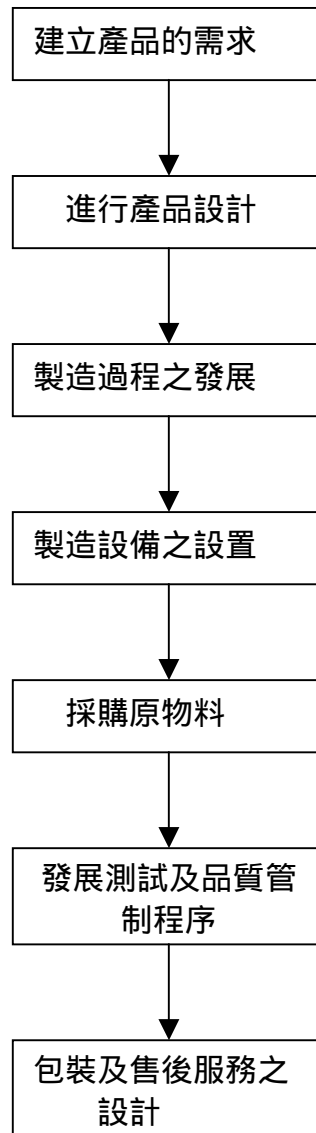 建立產品的需求
進行產品設計
製造過程之發展
製造設備之設置
採購原物料
發展測試及品質管
制程序
包裝及售後服務之
設計